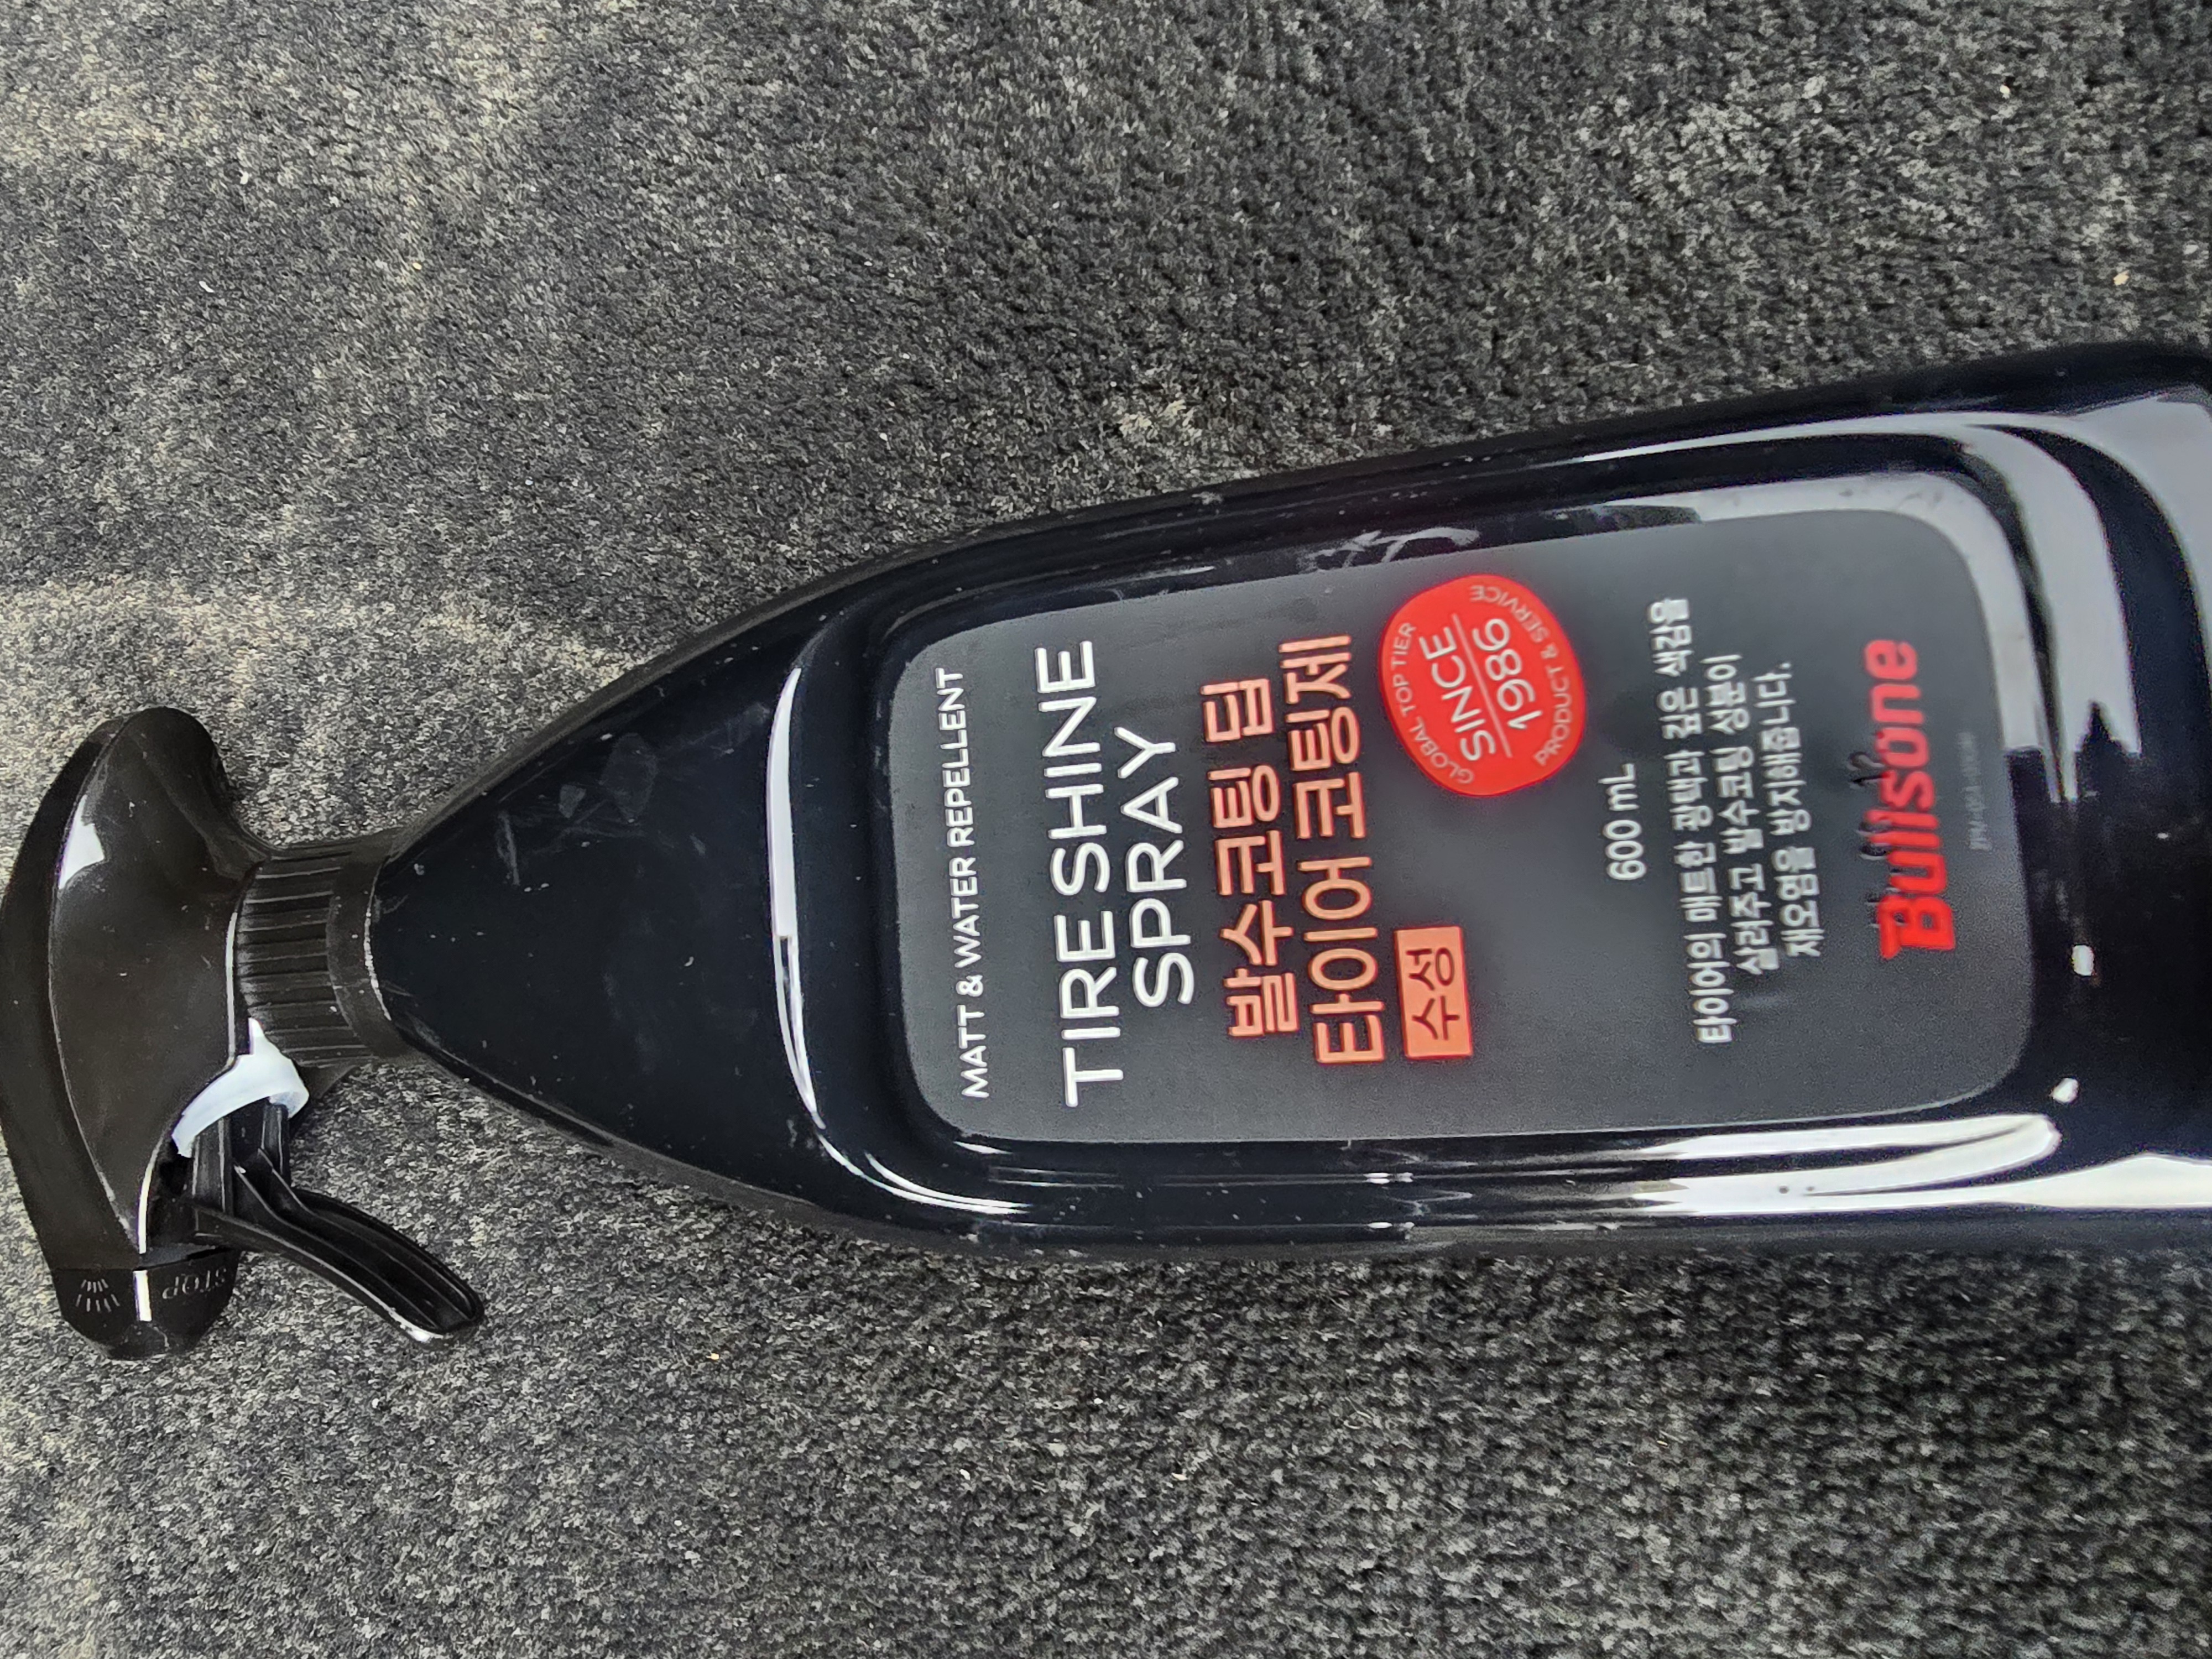 MATT & WATER REPELLENT
TIRE SHINE
SPRAY
발수코팅 딥
타이어 코팅제
수성
GLOBAL TOP TIER
SINCE
1986
PRODUCT & SERVICE
600 mL
타이어의 매트한 광택과 깊은 색감을
살려주고 발수코팅 성분이
재오염을 방지해줍니다.
Bullsone
STOP